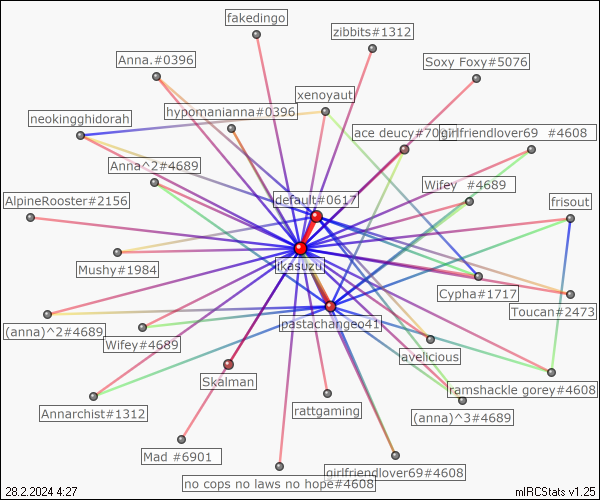 fakedingo
zibbits#1312
Anna.#0396
Soxy Foxy#5076
xenoyaut
hypomanianna#0396
neokingghidorah
ace deucy#70
girlfriendlover69 #4608
Anna^2#4689
Wifey #4689
AlpineRooster#2156
default#0617
frisout
ikasuzu
Mushy#1984
Cypha#1717
Toucan#2473
(anna)^2#4689
pastachangeo41
Wifey#4689
avelicious
Skalman
ramshackle gorey#4608
Annarchist#1312
rattgaming
(anna)^3#4689
Mad #6901
girlfriendlover69#4608
no cops no laws no hope#4608
28.2.2024 4:27
mIRCStats v1.25